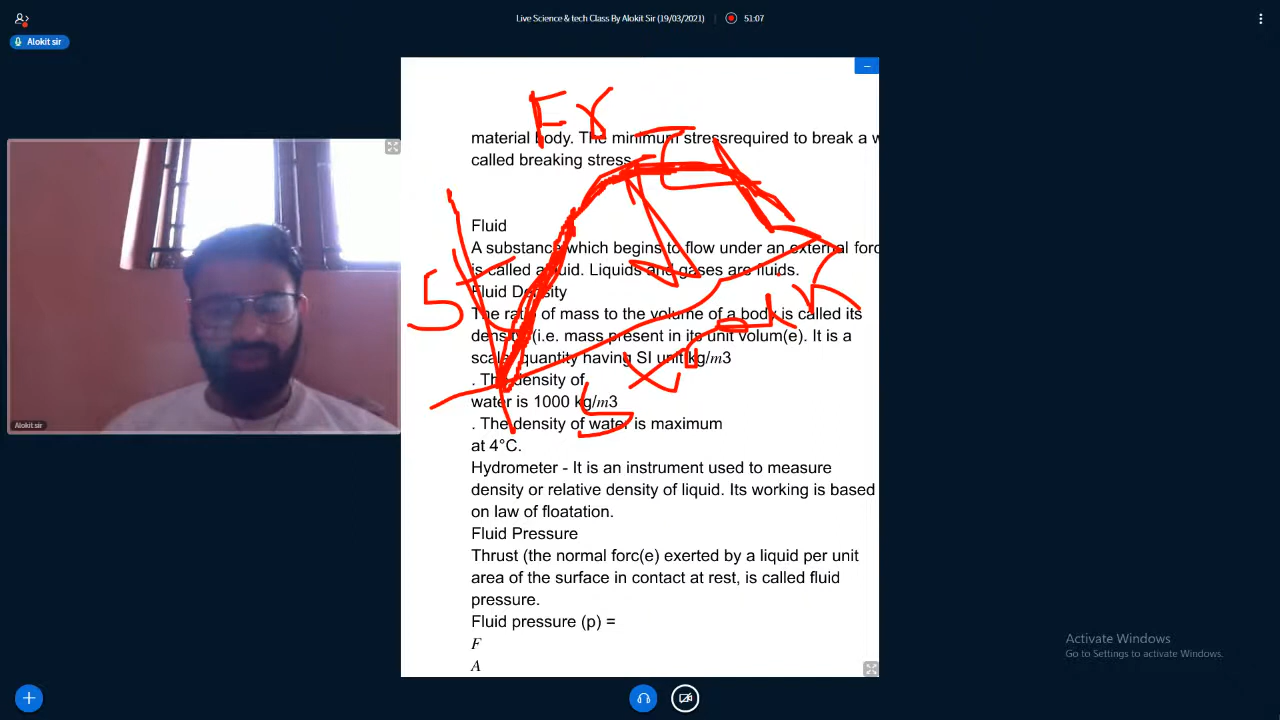 Live Science & tech Class By Alokit Sir (19/03/2021)
51:07
Alokit sir
material body. The minimum stressrequired to break a w
called breaking stress
Fluid
A substance which begins to flow under an external forc
is called a fluid. Liquids and gases are fluids.
Fluid Density
The ratio of mass to the volume of a body is called its
density (i.e. mass present in its unit volum(e). It is a
scalar quantity having SI unit kg/m3
. The density of
water is 1000 kg/m3
. The density of water is maximum
at 4°C.
Hydrometer - It is an instrument used to measure
density or relative density of liquid. Its working is based
on law of floatation.
Fluid Pressure
Thrust (the normal forc(e) exerted by a liquid per unit
area of the surface in contact at rest, is called fluid
pressure.
Fluid pressure (p) =
F
A
Alokit sir
Activate Windows
Go to Settings to activate Windows.